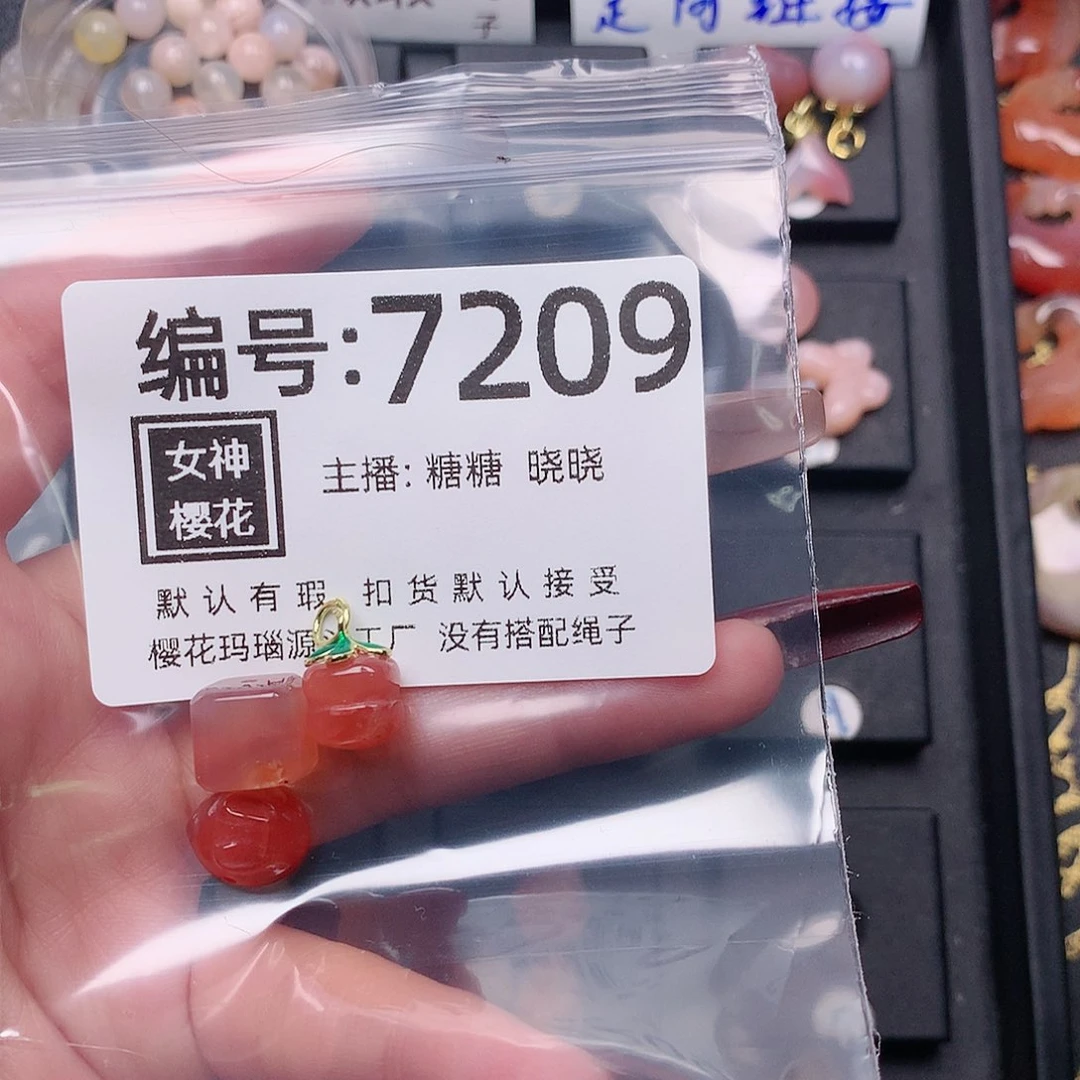 子
编号:7209
女神
樱花
主播: 糖糖 晓晓
默认有瑕 扣货默认接受
樱花玛瑙源 工厂 没有搭配绳子